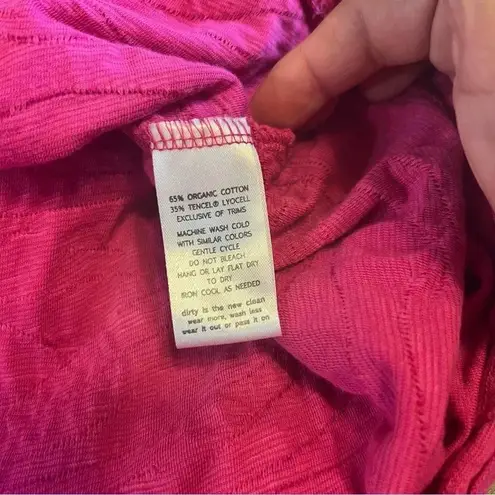 65% ORGANIC COTTON
35% TENCEL® LYOCELL
EXCLUSIVE OF TRIMS
MACHINE WASH COLD
WITH SIMILAR COLORS
GENTLE CYCLE
DO NOT BLEACH
HANG OR LAY FLAT DRY
TO DRY
IRON COOL AS NEEDED
dirty is the new clean
wear more, wash less
wear it out or pass it on